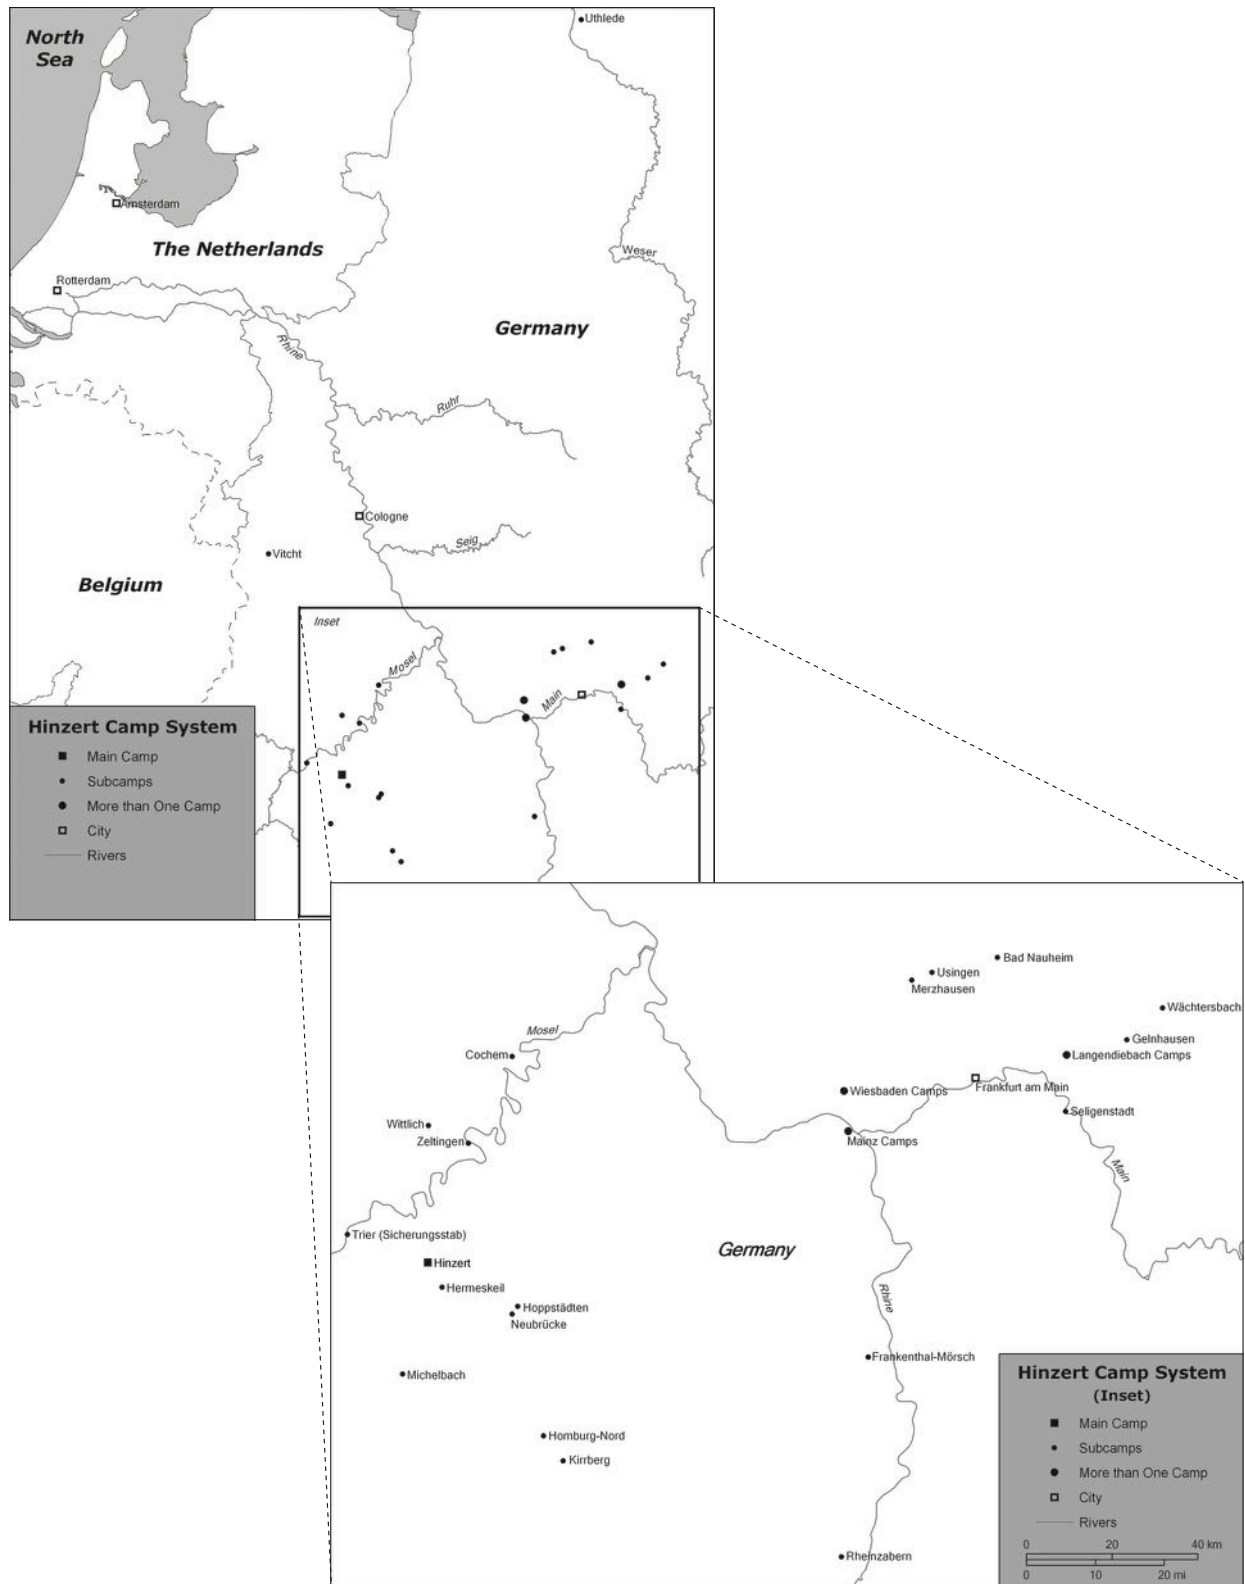 North
Sea
Uthlede
Amsterdam
The Netherlands
Weser
Rotterdam
Germany
Rhine
Ruhr
Cologne
Seig
Vitcht
Belgium
Inset
Mosel
Main
Hinzert Camp System
Main Camp
Subcamps
More than One Camp
City
Rivers
Bad Nauheim
Usingen
Merzhausen
Wächtersbach
Mosel
Gelnhausen
Cochem
Langendiebach Camps
Wiesbaden Camps
Frankfurt am Main
Seligenstadt
Wittlich
Zeltingen
Mainz Camps
Main
Trier (Sicherungsstab)
Germany
Hinzert
Hermeskeil
Rhine
Hoppstädten
Neubrücke
Frankenthal-Mörsch
Michelbach
Homburg-Nord
Kirrberg
Rheinzabern
Hinzert Camp System
(Inset)
Main Camp
Subcamps
More than One Camp
City
Rivers
0 20 40 km
0 10 20 mi